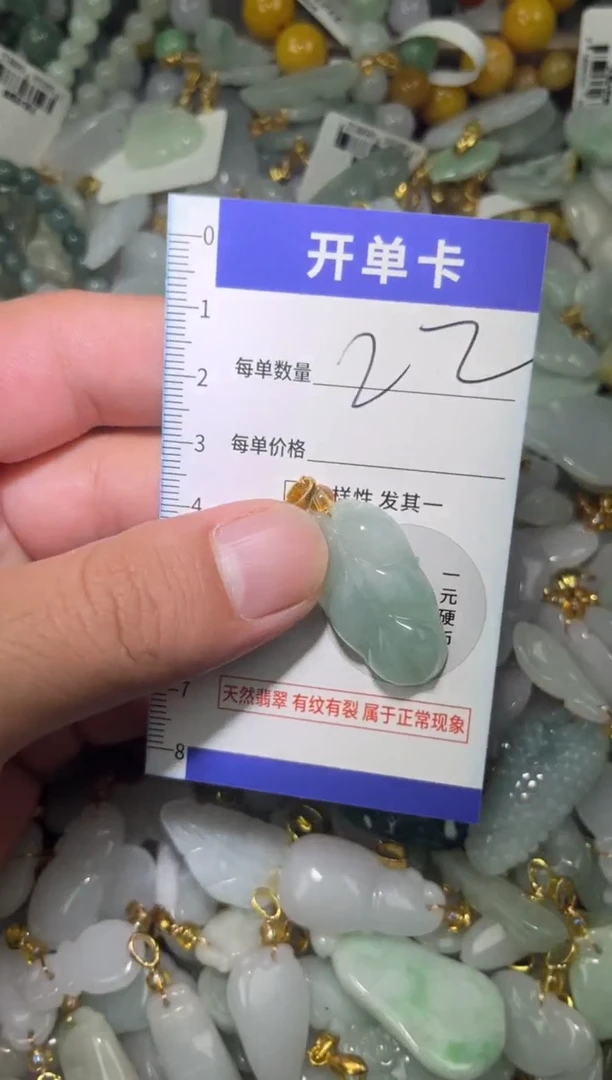 开单卡
0
1
2
3
4
7
8
每单数量 22
每单价格
样性 发其一
一
元
硬
天然翡翠 有纹有裂 属于正常现象